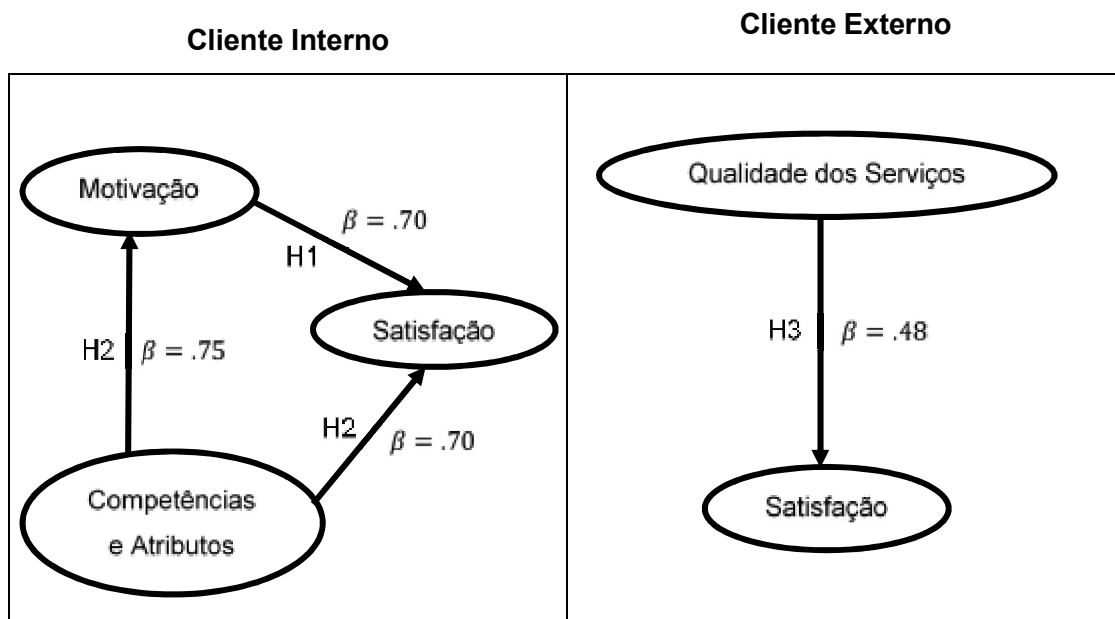 Cliente Interno
Cliente Externo
Motivação
β = .70
H1
Satisfação
H2
β = .75
H2
β = .70
Competências
e Atributos
Qualidade dos Serviços
H3
β = .48
Satisfação